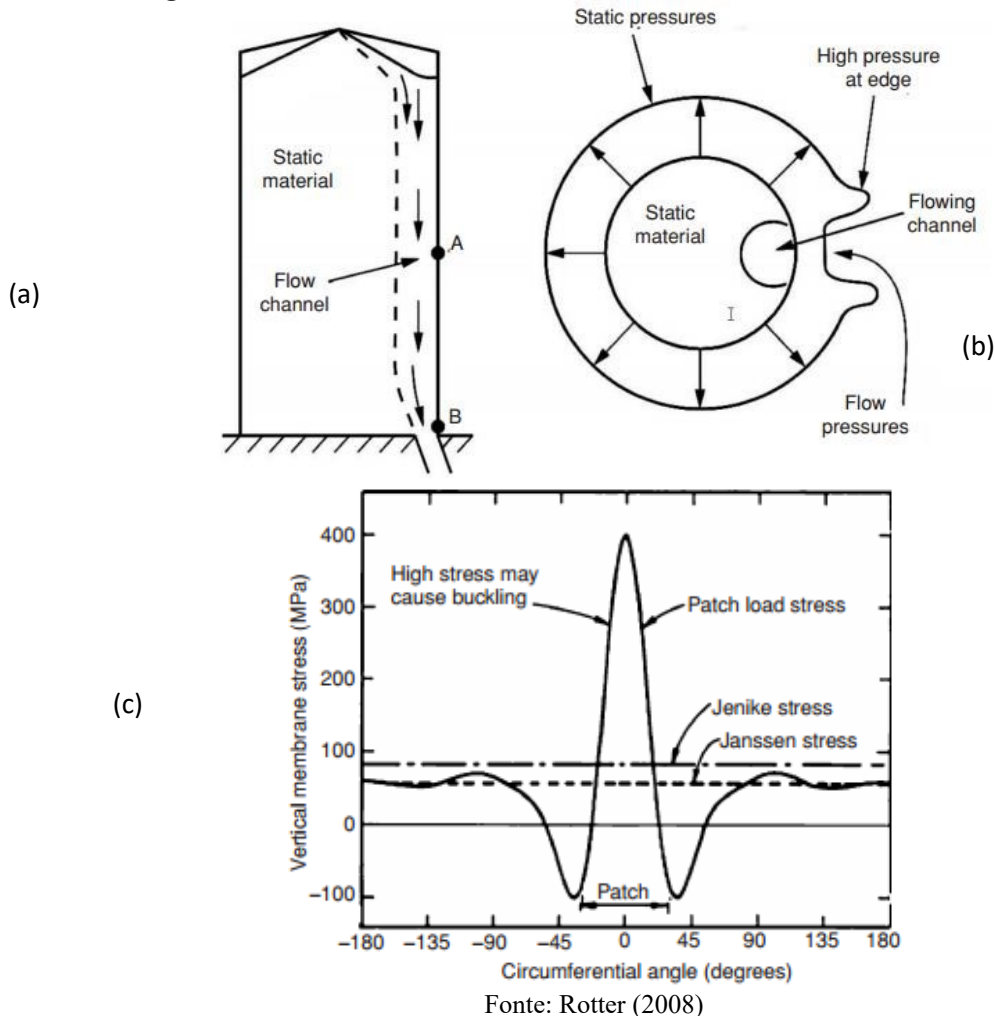 Static pressures
High pressure
at edge
Static
material
A
Flow
channel
B
(a)
Static
material
Flowing
channel
(b)
Flow
pressures
400
300
200
100
0
−100
Vertical membrane stress (MPa)
High stress may
cause buckling
Patch load stress
Jenike stress
Janssen stress
Patch
(c)
−180 −135 −90 −45 0 45 90 135 180
Circumferential angle (degrees)
Fonte: Rotter (2008)